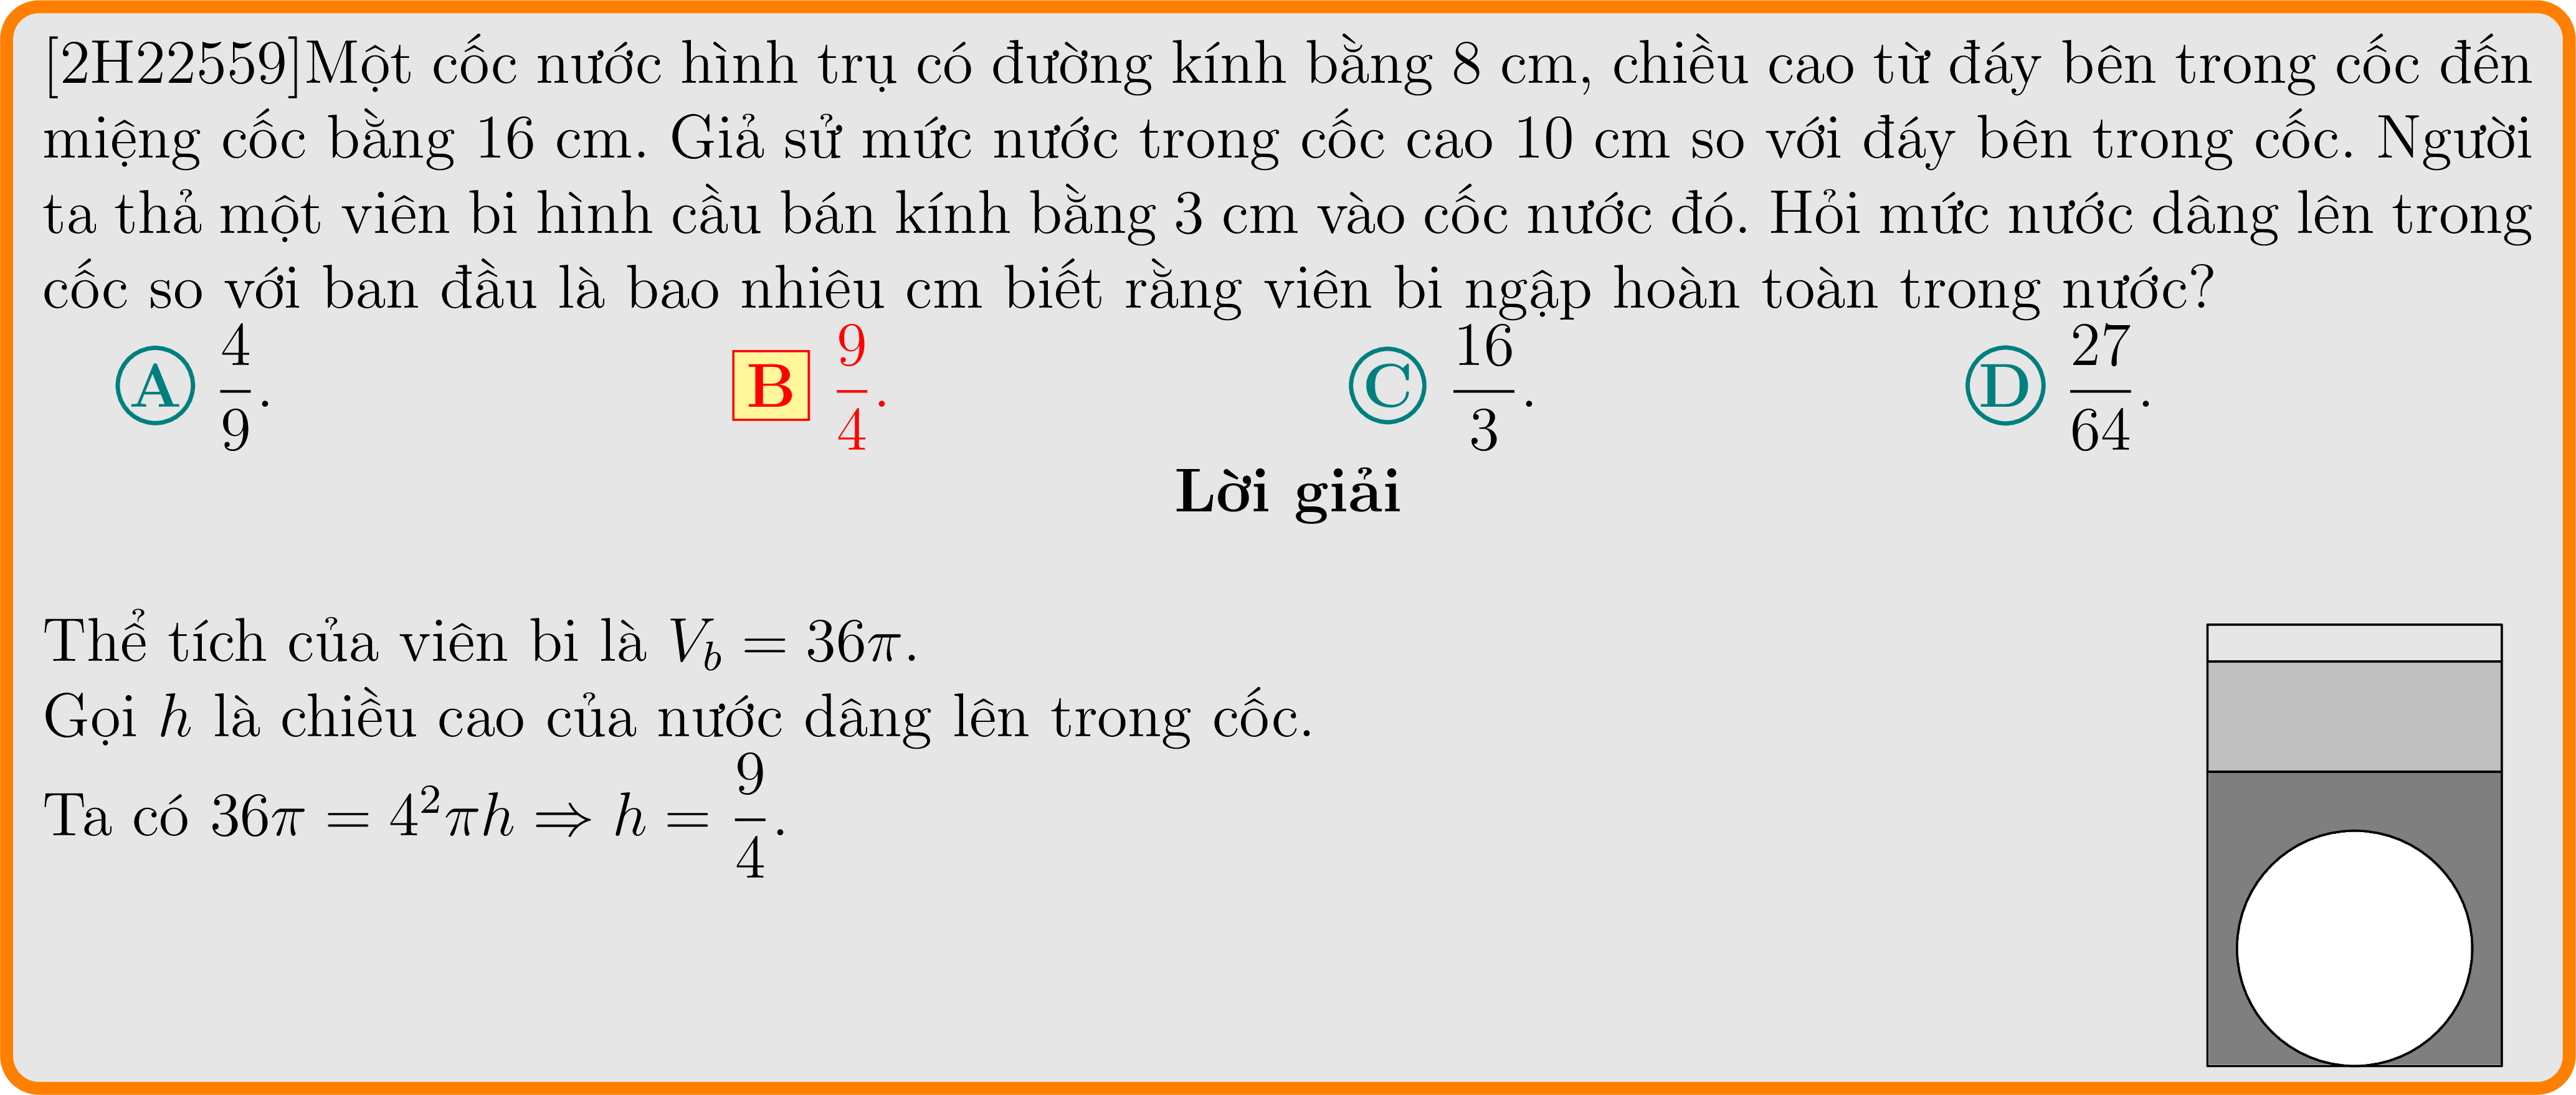 [2H22559]Một cốc nước hình trụ có đường kính bằng 8 cm, chiều cao từ đáy bên trong cốc đến
miệng cốc bằng 16 cm. Giả sử mức nước trong cốc cao 10 cm so với đáy bên trong cốc. Người
ta thả một viên bi hình cầu bán kính bằng 3 cm vào cốc nước đó. Hỏi mức nước dâng lên trong
cốc so với ban đầu là bao nhiêu cm biết rằng viên bi ngập hoàn toàn trong nước?
A $\frac{4}{9}$. B $\frac{9}{4}$. C $\frac{16}{3}$. D $\frac{27}{64}$.
Lời giải
Thể tích của viên bi là $V_b = 36\pi$.
Gọi $h$ là chiều cao của nước dâng lên trong cốc.
Ta có $36\pi = 4^2\pi h \Rightarrow h = \frac{9}{4}$.